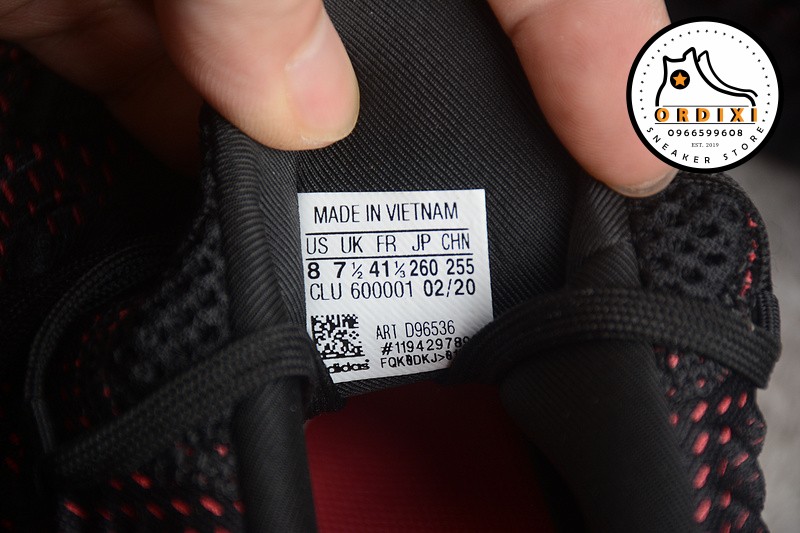 MADE IN VIETNAM
US UK FR JP CHN
8 7½ 41⅓ 260 255
CLU 600001 02/20
ART D96536
#119429789
adidas
ORDIXI
0966599608
EST. 2019
SNEAKER STORE